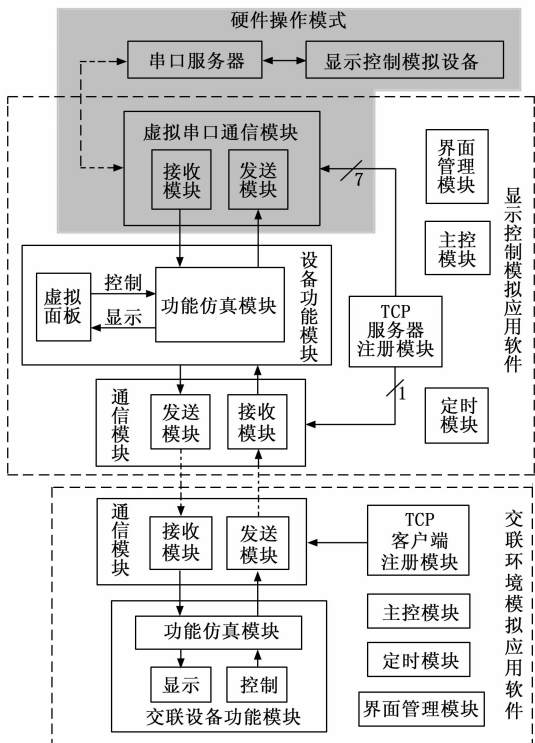 硬件操作模式
串口服务器
显示控制模拟设备
虚拟串口通信模块
接收
模块
发送
模块
7
界面
管理
模块
主控
模块
显示控制模拟应用软件
设备功能模块
虚拟
面板
控制
显示
功能仿真模块
TCP
服务器
注册模块
1
定时
模块
通信模块
发送
模块
接收
模块
通信模块
接收
模块
发送
模块
TCP
客户端
注册模块
交联环境模拟应用软件
功能仿真模块
显示
控制
交联设备功能模块
主控模块
定时模块
界面管理模块